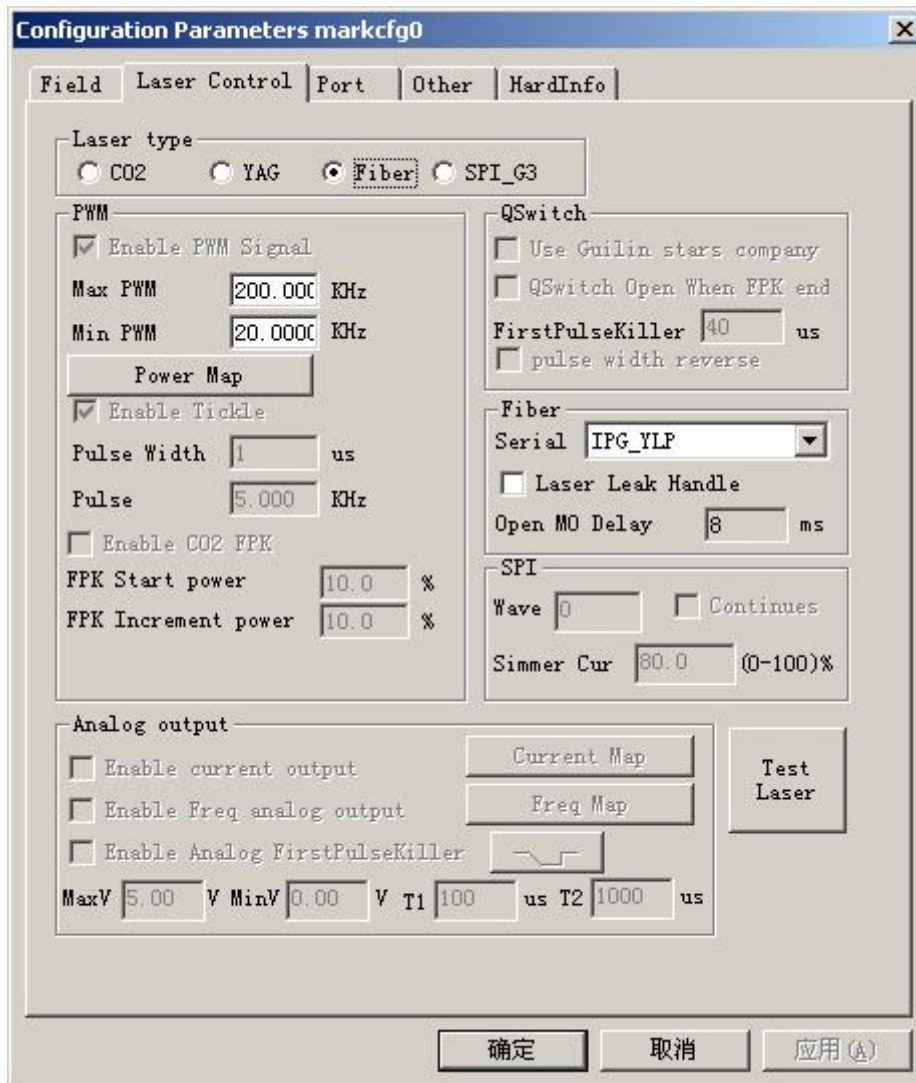 Configuration Parameters markcfg0
Field Laser Control Port Other HardInfo
Laser type
CO2 YAG Fiber SPI_G3
PWM
Enable PWM Signal
Max PWM 200.000 KHz
Min PWM 20.0000 KHz
Power Map
Enable Tickle
Pulse Width 1 us
Pulse 5.000 KHz
Enable CO2 FPK
FPK Start power 10.0 %
FPK Increment power 10.0 %
QSwitch
Use Guilin stars company
QSwitch Open When FPK end
FirstPulseKiller 40 us
pulse width reverse
Fiber
Serial IPG_YLP
Laser Leak Handle
Open MO Delay 8 ms
SPI
Wave 0 Continues
Simmer Cur 80.0 (0-100)%
Analog output
Enable current output Current Map
Enable Freq analog output Freq Map
Enable Analog FirstPulseKiller
MaxV 5.00 V MinV 0.00 V T1 100 us T2 1000 us
Test
Laser
确定 取消 应用(A)